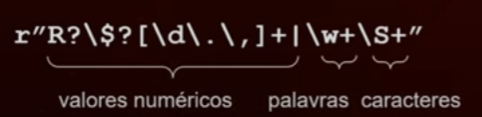 r"R?\$?[\d\.\,]+|\w+\S+"
valores numéricos palavras caracteres